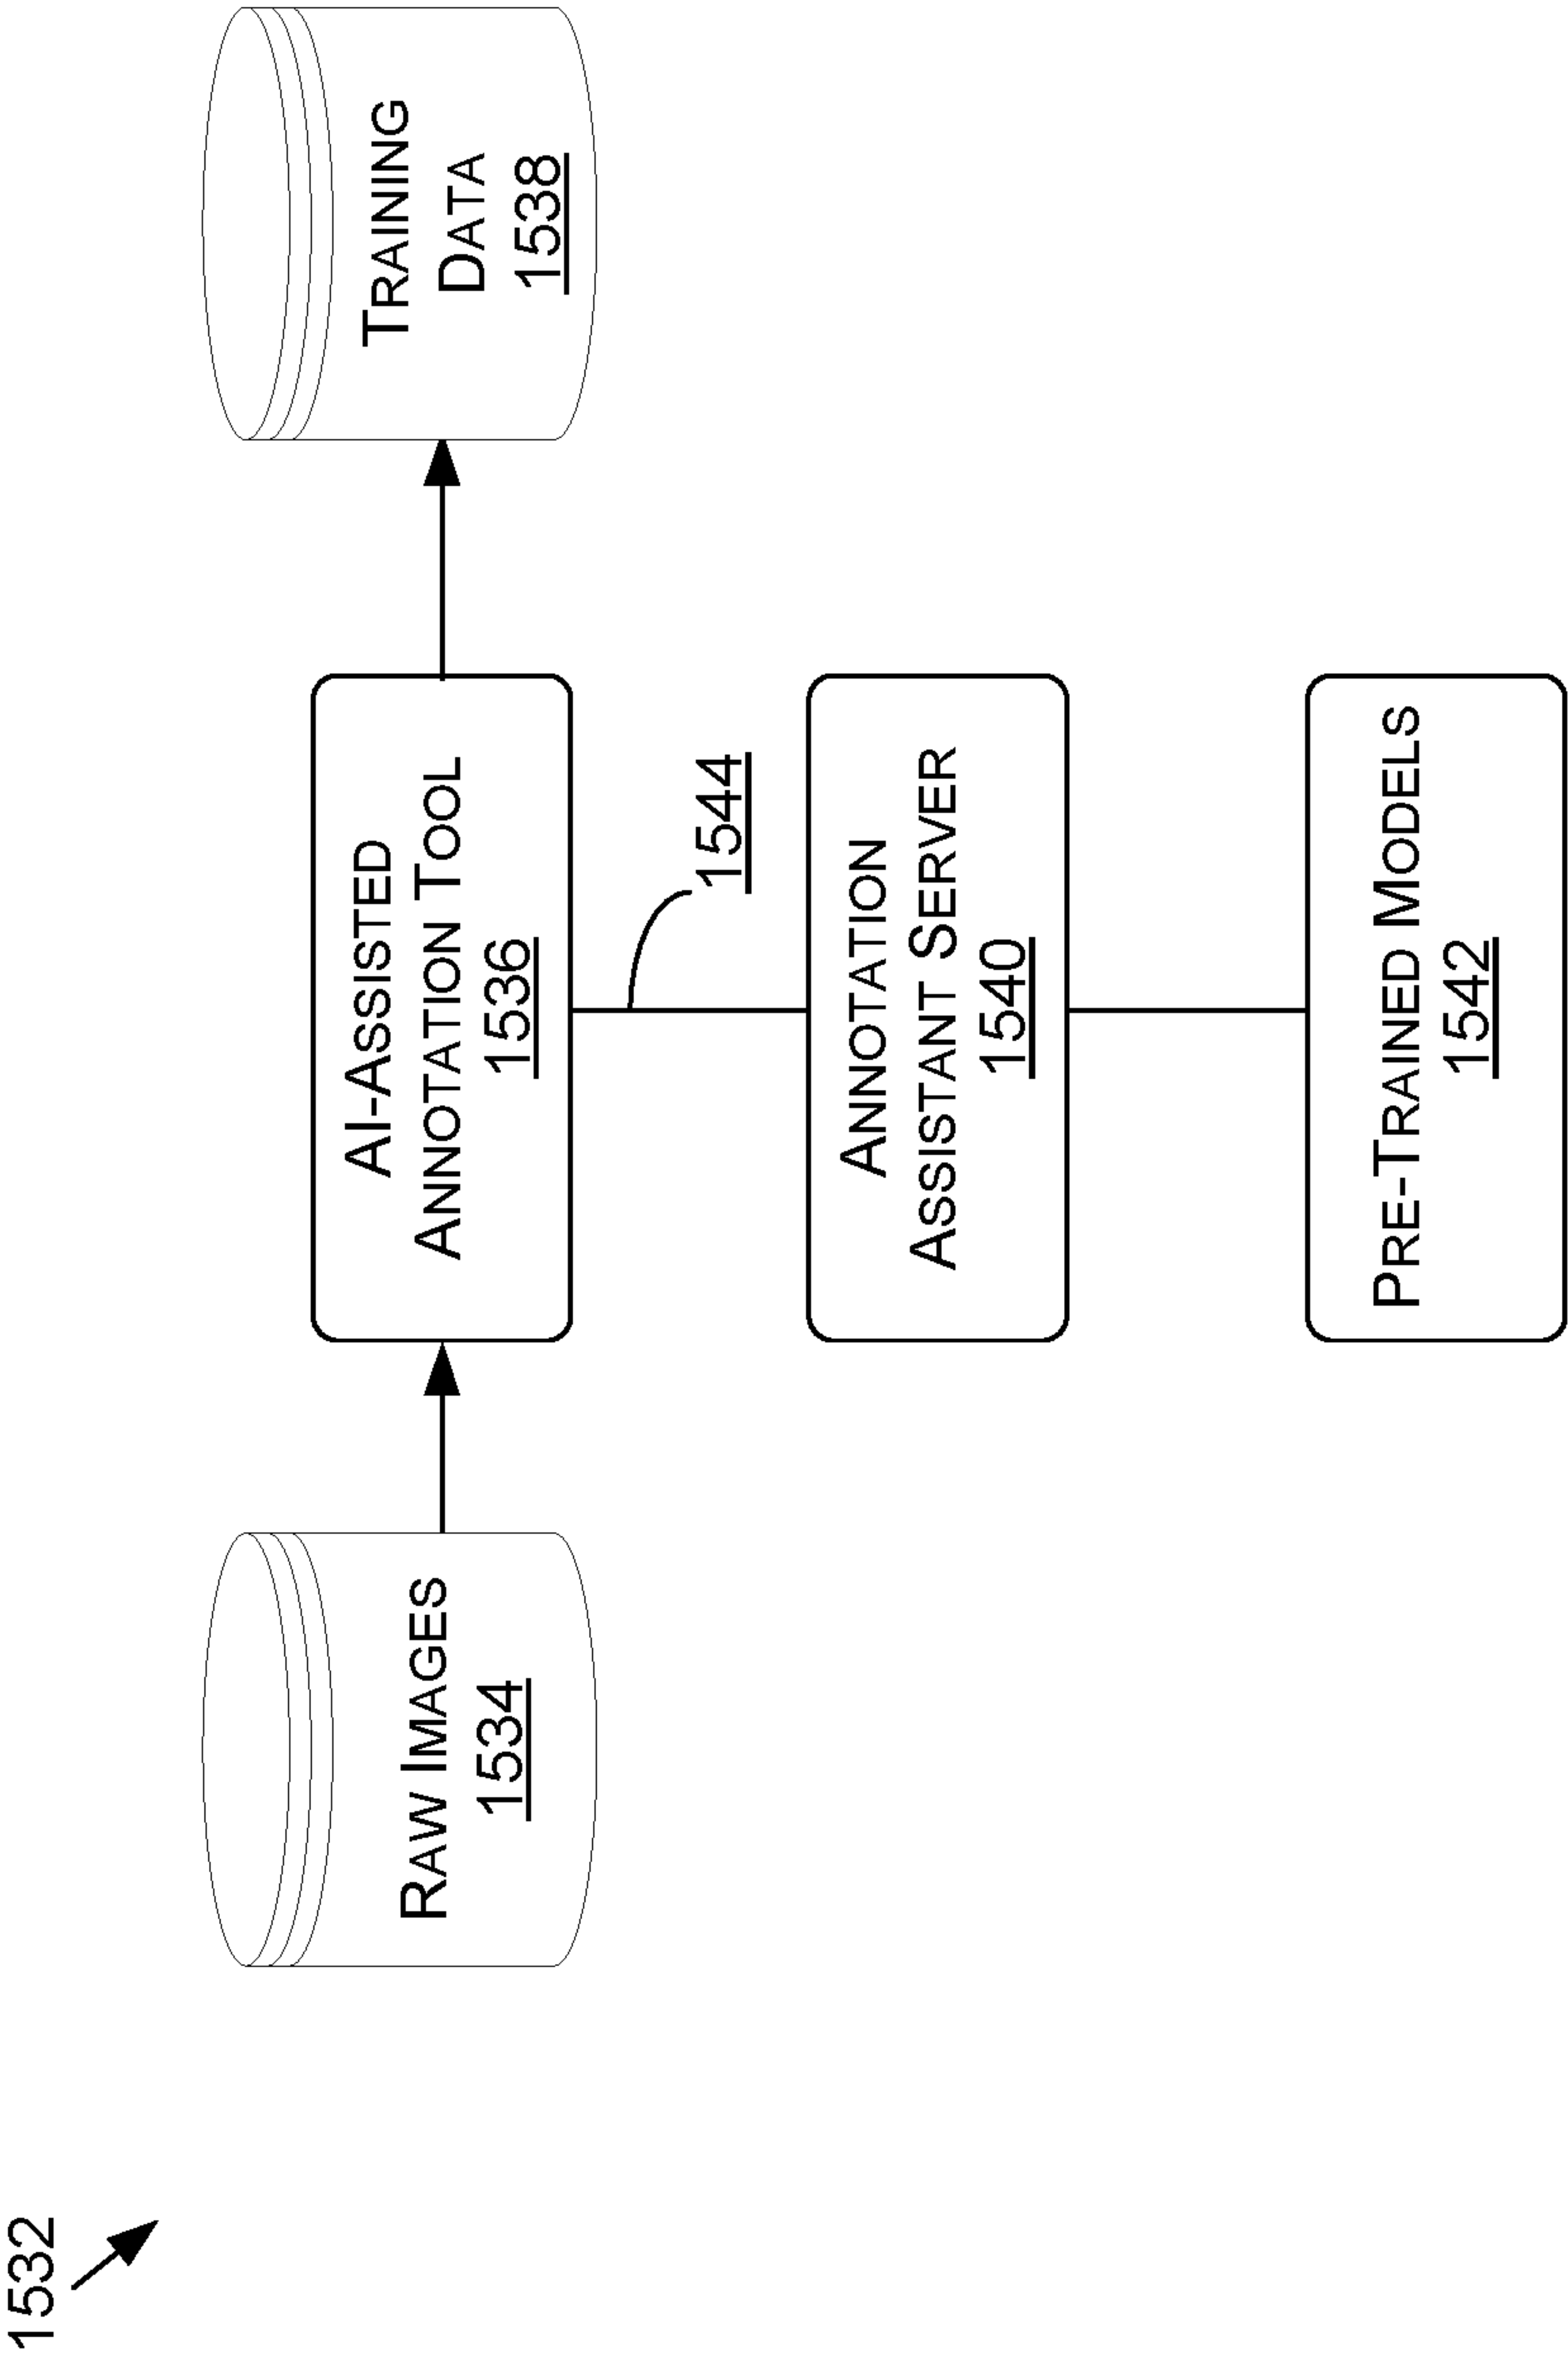 1532
RAW IMAGES
1534
AI-ASSISTED
ANNOTATION TOOL
1536
TRAINING
DATA
1538
1544
ANNOTATION
ASSISTANT SERVER
1540
PRE-TRAINED MODELS
1542